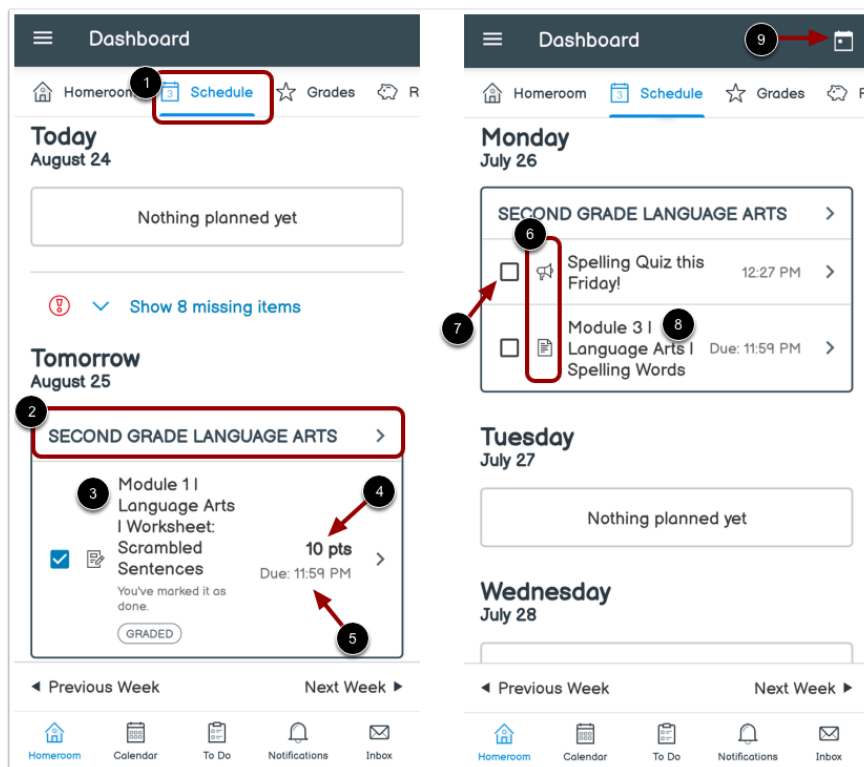 Dashboard
1
Homeroom
3
Schedule
Grades
R
Today
August 24
Nothing planned yet
Show 8 missing items
Tomorrow
August 25
2
SECOND GRADE LANGUAGE ARTS
3
Module 1 |
Language Arts
| Worksheet:
Scrambled
Sentences
You've marked it as
done.
GRADED
4
10 pts
Due: 11:59 PM
5
Previous Week
Next Week
Homeroom
Calendar
To Do
Notifications
Inbox
Dashboard
9
Homeroom
3
Schedule
Grades
Monday
July 26
SECOND GRADE LANGUAGE ARTS
6
Spelling Quiz this
Friday!
12:27 PM
7
Module 3 |
8
Language Arts |
Spelling Words
Due: 11:59 PM
Tuesday
July 27
Nothing planned yet
Wednesday
July 28
Previous Week
Next Week
Homeroom
Calendar
To Do
Notifications
Inbox